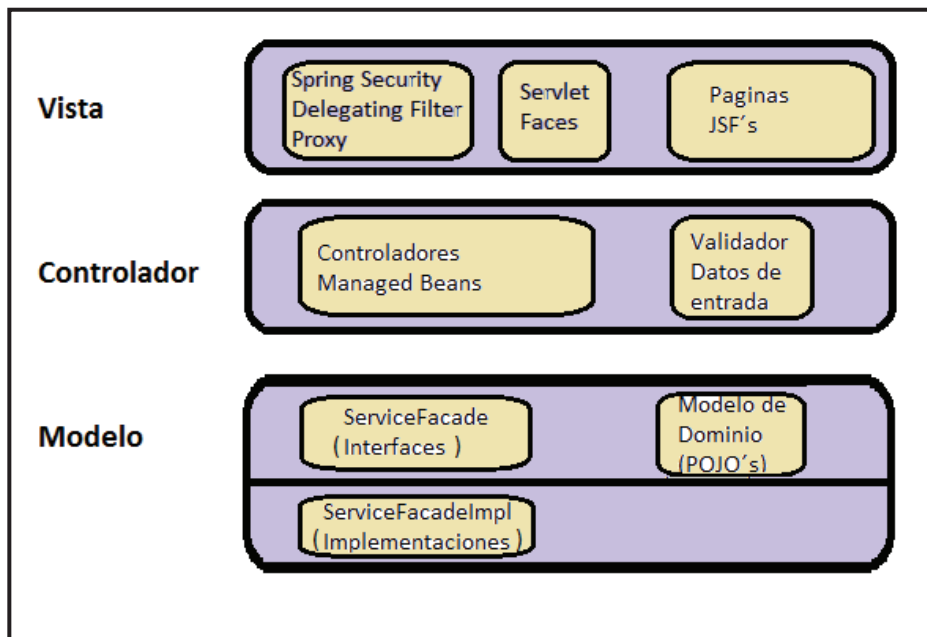 Vista
Spring Security
Delegating Filter
Proxy
Servlet
Faces
Paginas
JSF´s
Controlador
Controladores
Managed Beans
Validador
Datos de
entrada
Modelo
ServiceFacade
( Interfaces )
Modelo de
Dominio
(POJO´s)
ServiceFacadeImpl
( Implementaciones )